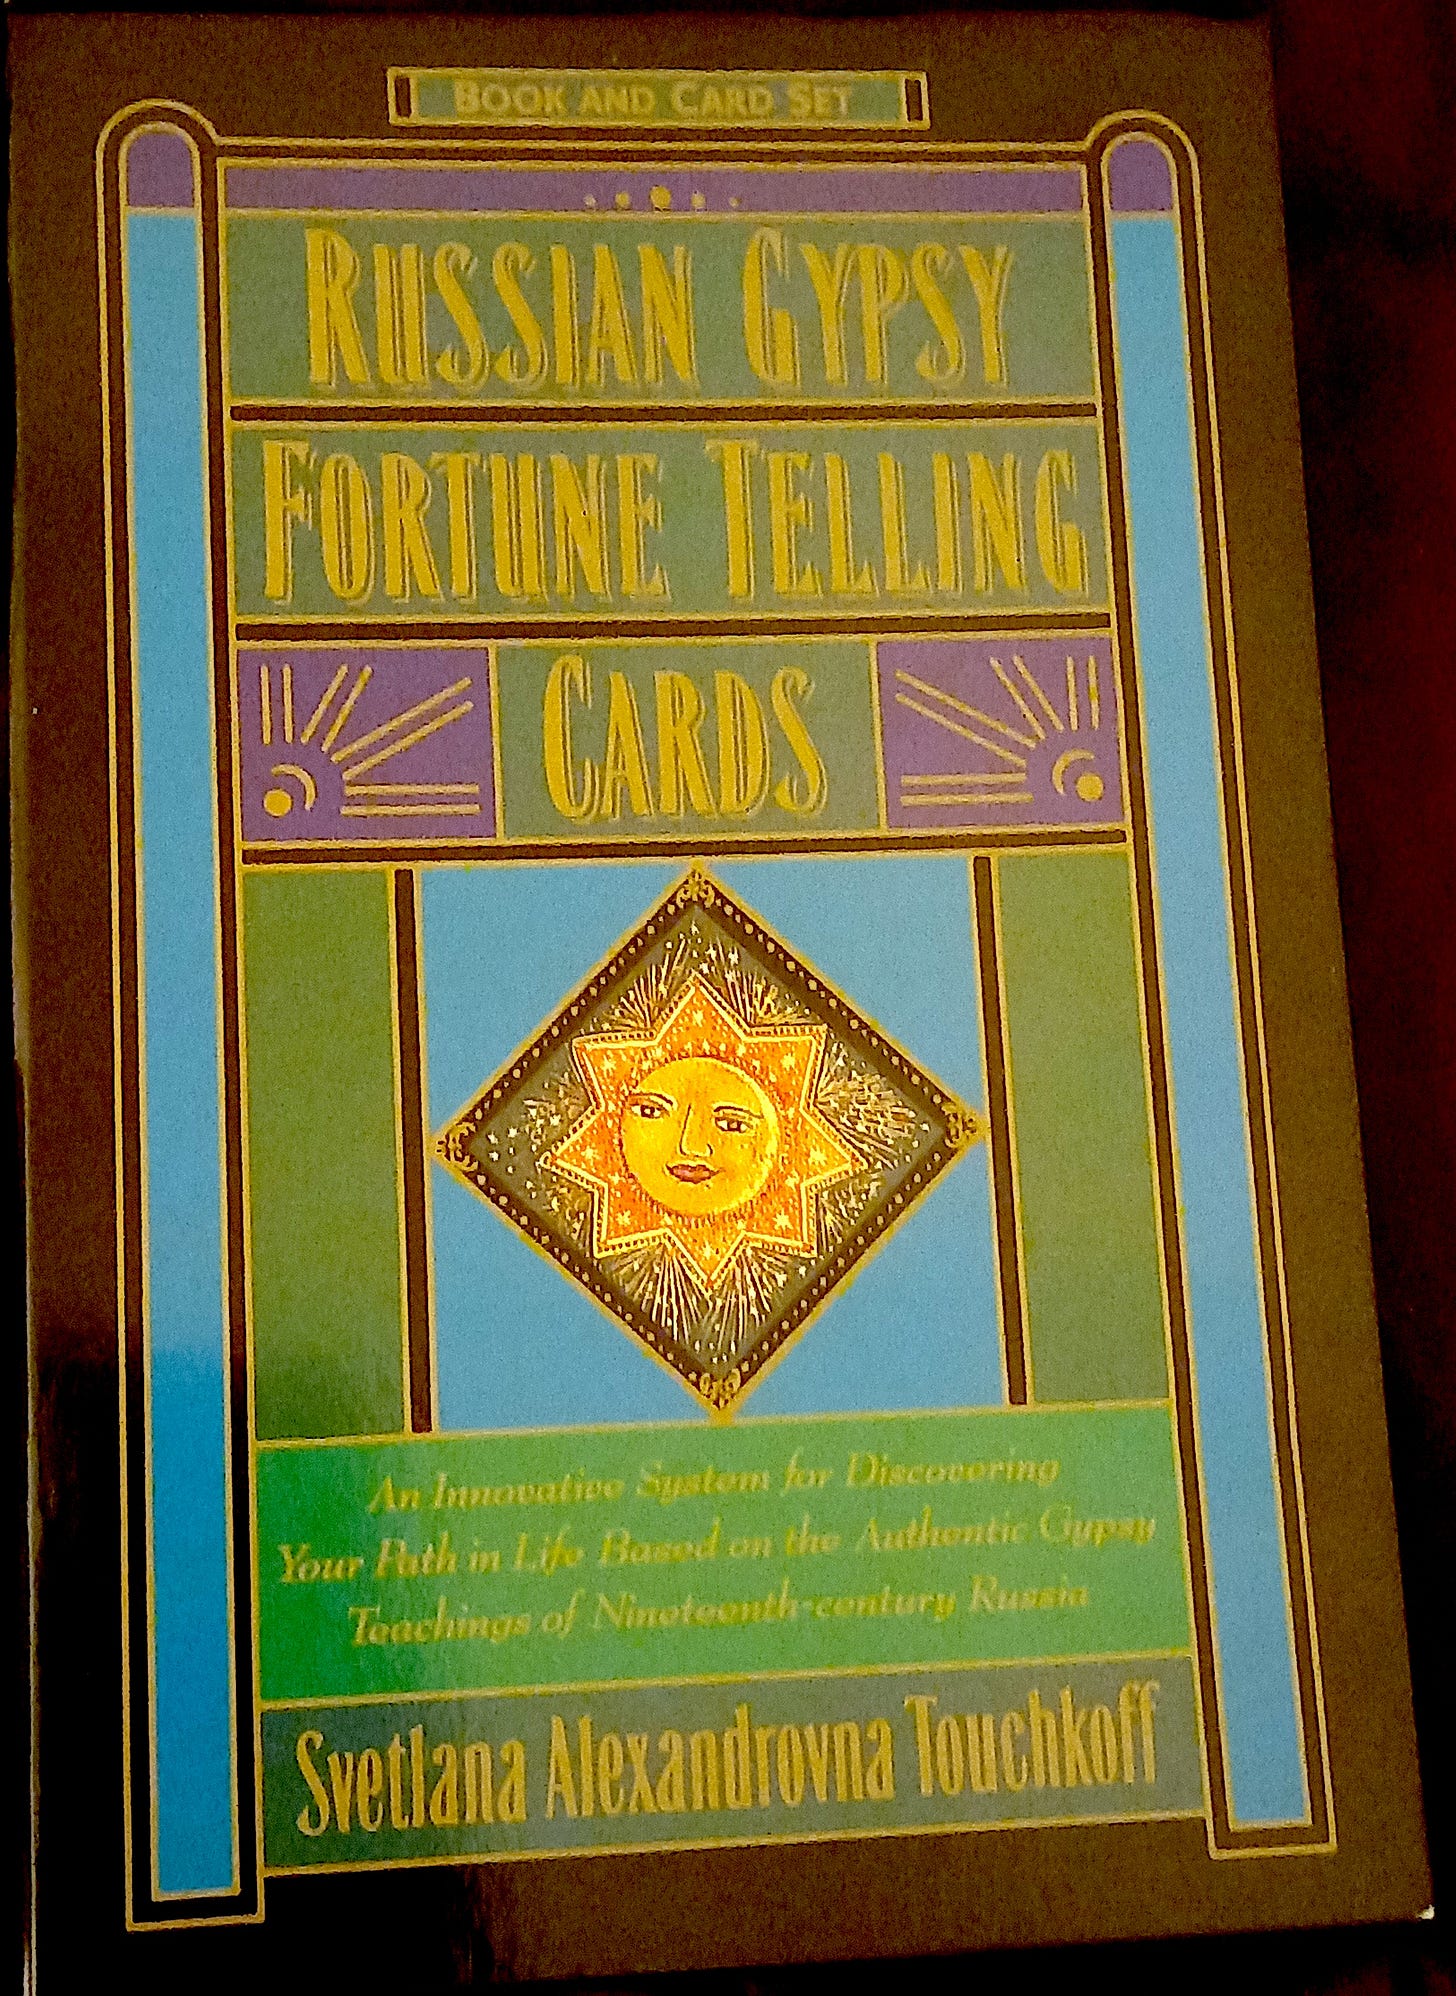 BOOK AND CARD SET
RUSSIAN GYPSY
FORTUNE TELLING
CARDS
An Innovative System for Discovering
Your Path in Life Based on the Authentic Gypsy
Teachings of Nineteenth-century Russia
Svetlana Alexandrovna Touchkoff